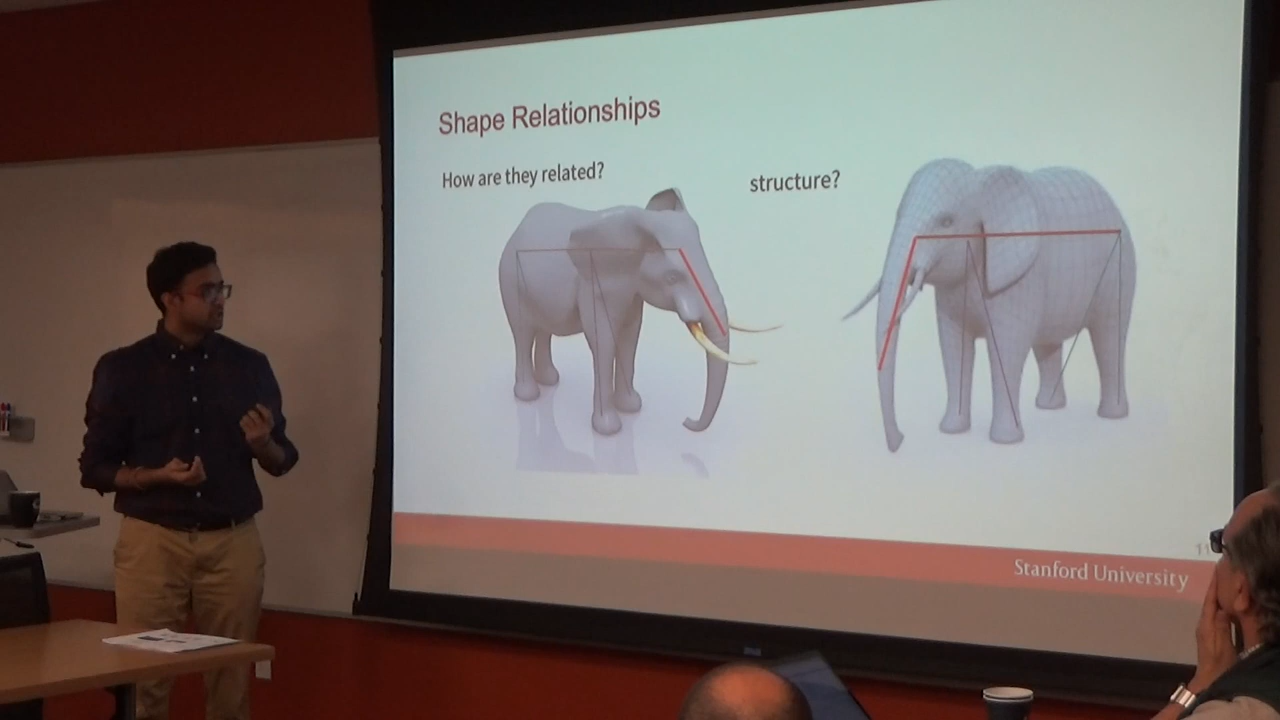 Shape Relationships
How are they related?
structure?
Stanford University